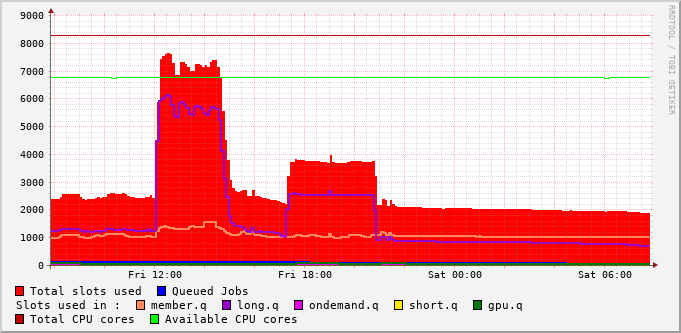 9000
8000
7000
6000
5000
4000
3000
2000
1000
0
Fri 12:00 Fri 18:00 Sat 00:00 Sat 06:00
Total slots used Queued Jobs
Slots used in : member.q long.q ondemand.q short.q gpu.q
Total CPU cores Available CPU cores
RRDTOOL / TOBI OETIKER